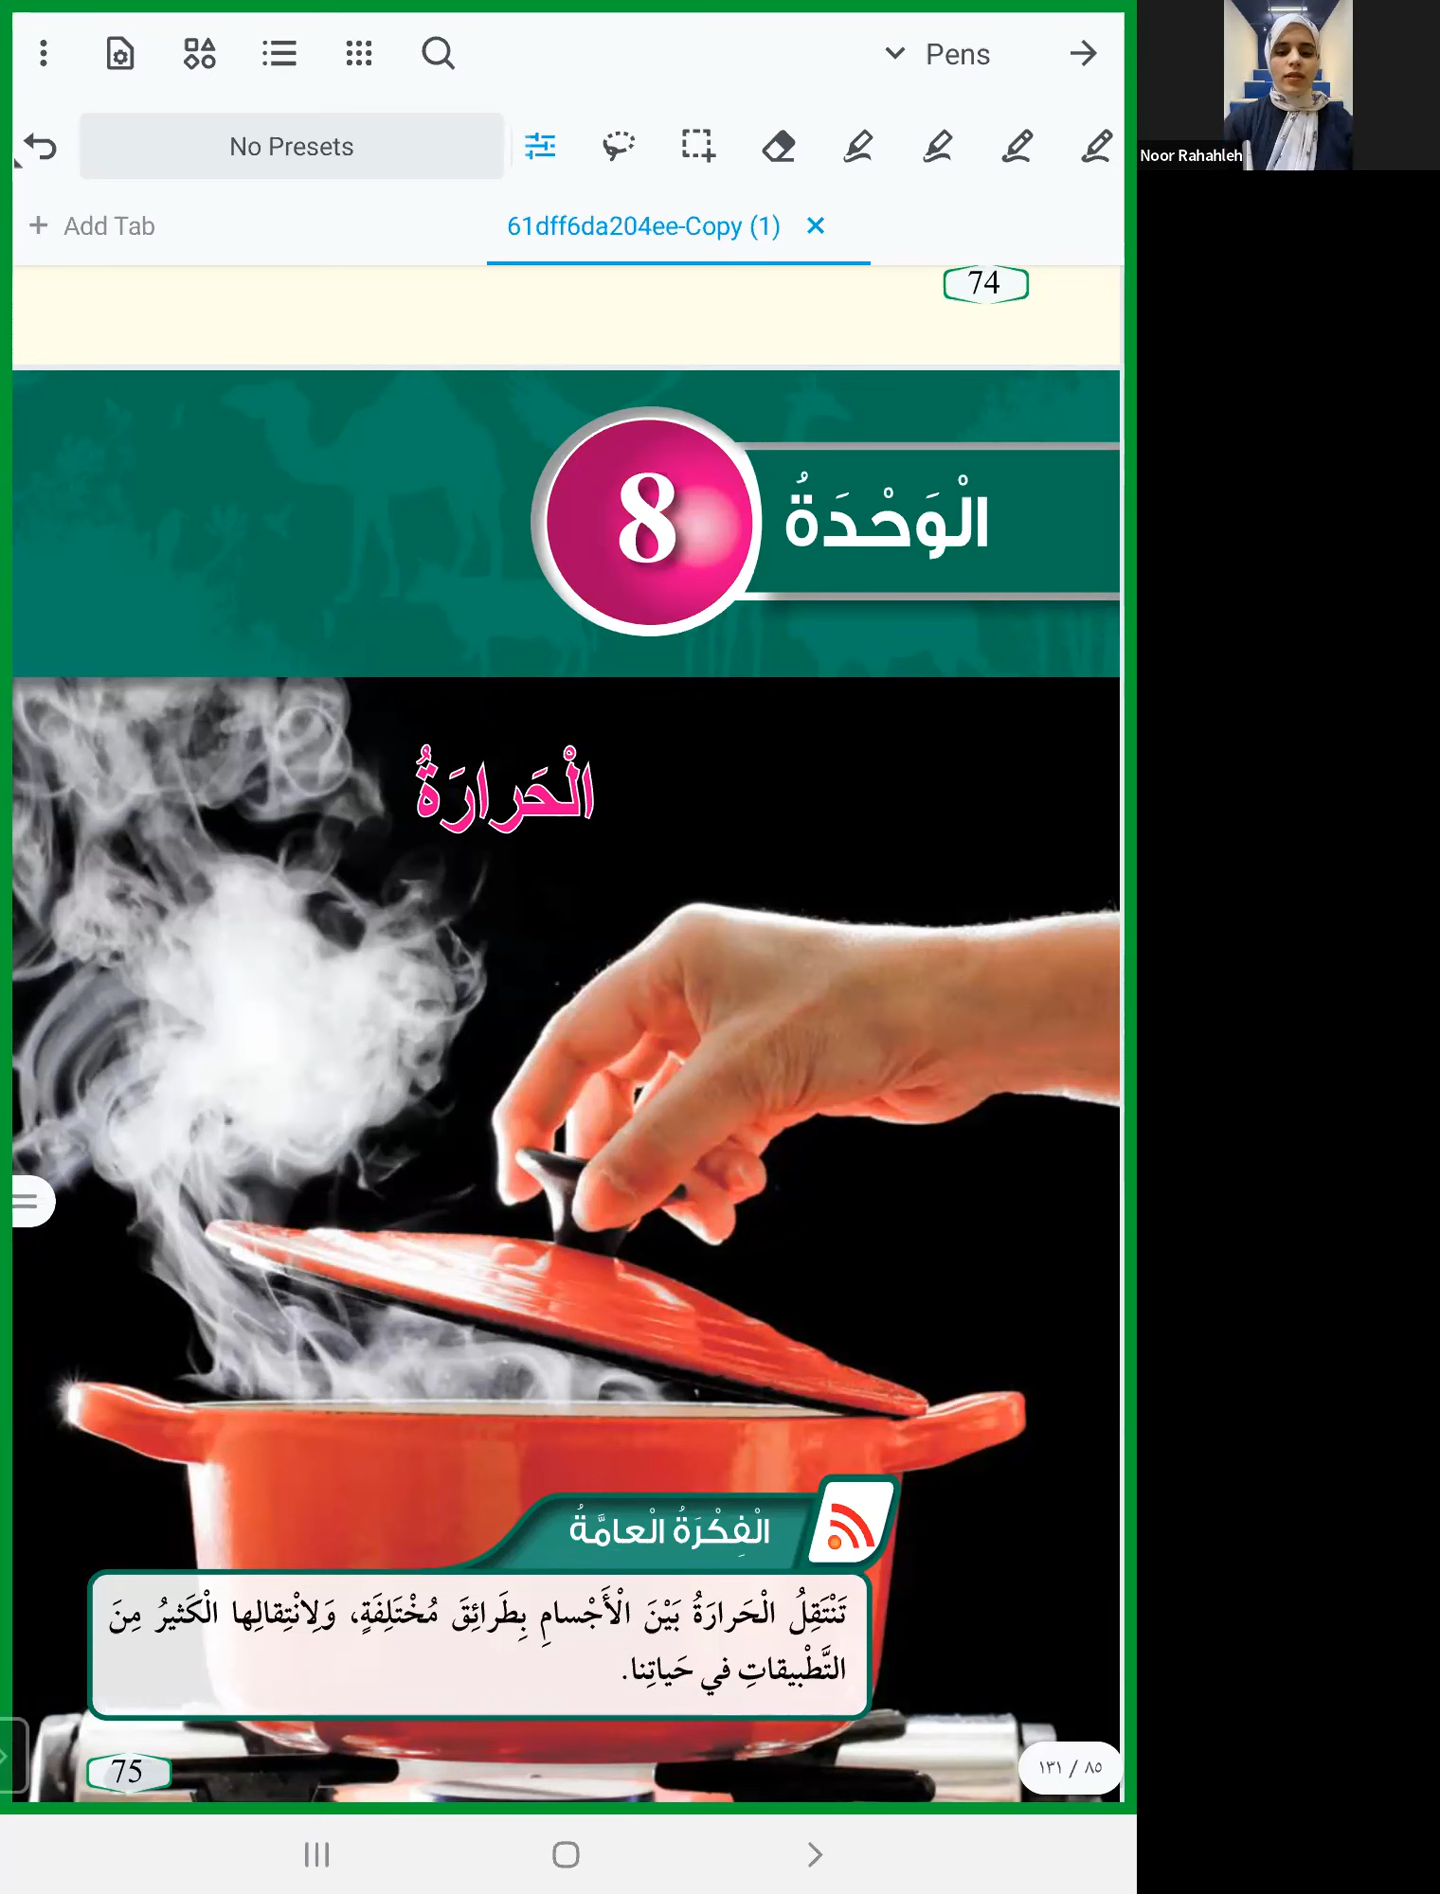 Pens
No Presets
+ Add Tab
61dff6da204ee-Copy (1) ×
Noor Rahahleh
74
الْوَحْدَةُ 8
الْحَرارَةُ
الْفِكْرَةُ الْعامَّةُ
تَنْتَقِلُ الْحَرارَةُ بَيْنَ الْأَجْسامِ بِطَرائِقَ مُخْتَلِفَةٍ، وَلِانْتِقالِها الْكَثيرُ مِنَ
التَّطْبيقاتِ في حَياتِنا.
75
٨٥ / ١٣١